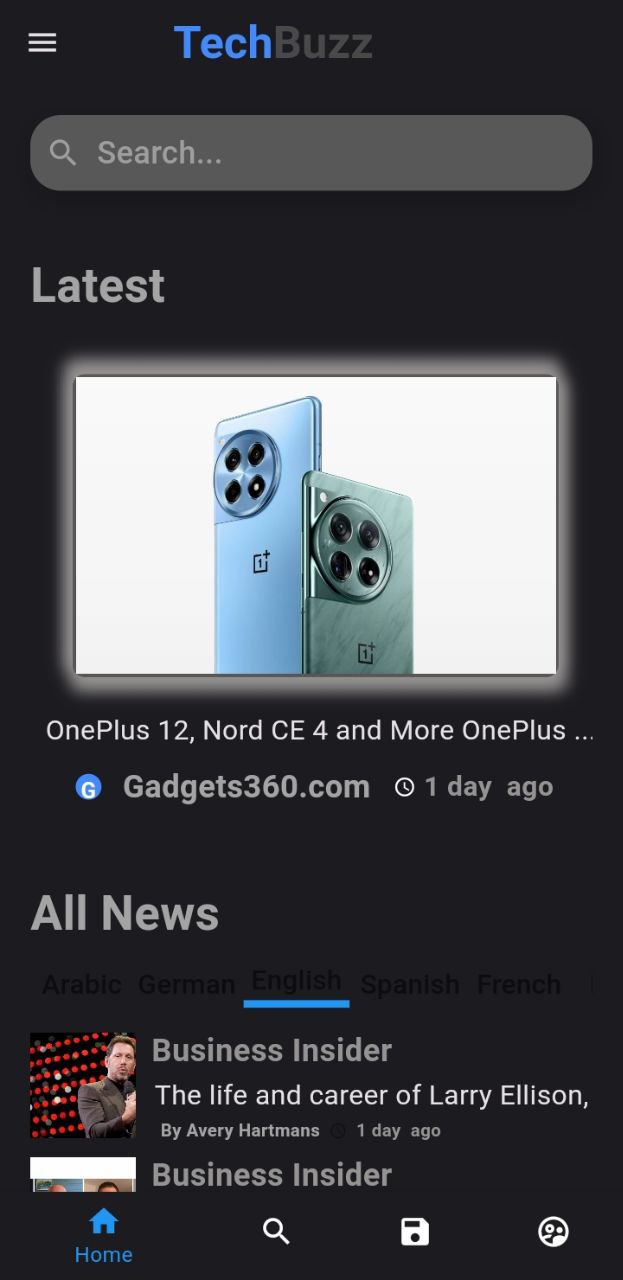 TechBuzz
Search...
Latest
OnePlus 12, Nord CE 4 and More OnePlus ...
G Gadgets360.com 1 day ago
All News
Arabic German English Spanish French
Business Insider
The life and career of Larry Ellison,
By Avery Hartmans 1 day ago
Business Insider
Home